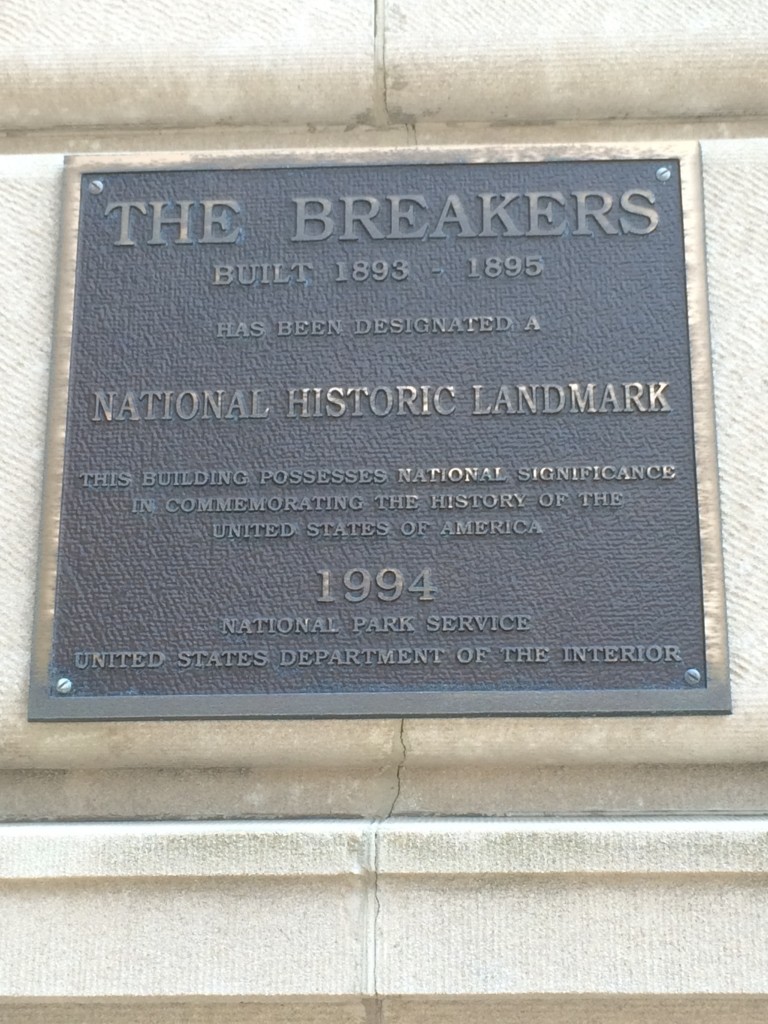 THE BREAKERS
BUILT 1893 - 1895
HAS BEEN DESIGNATED A
NATIONAL HISTORIC LANDMARK
THIS BUILDING POSSESSES NATIONAL SIGNIFICANCE
IN COMMEMORATING THE HISTORY OF THE
UNITED STATES OF AMERICA
1994
NATIONAL PARK SERVICE
UNITED STATES DEPARTMENT OF THE INTERIOR